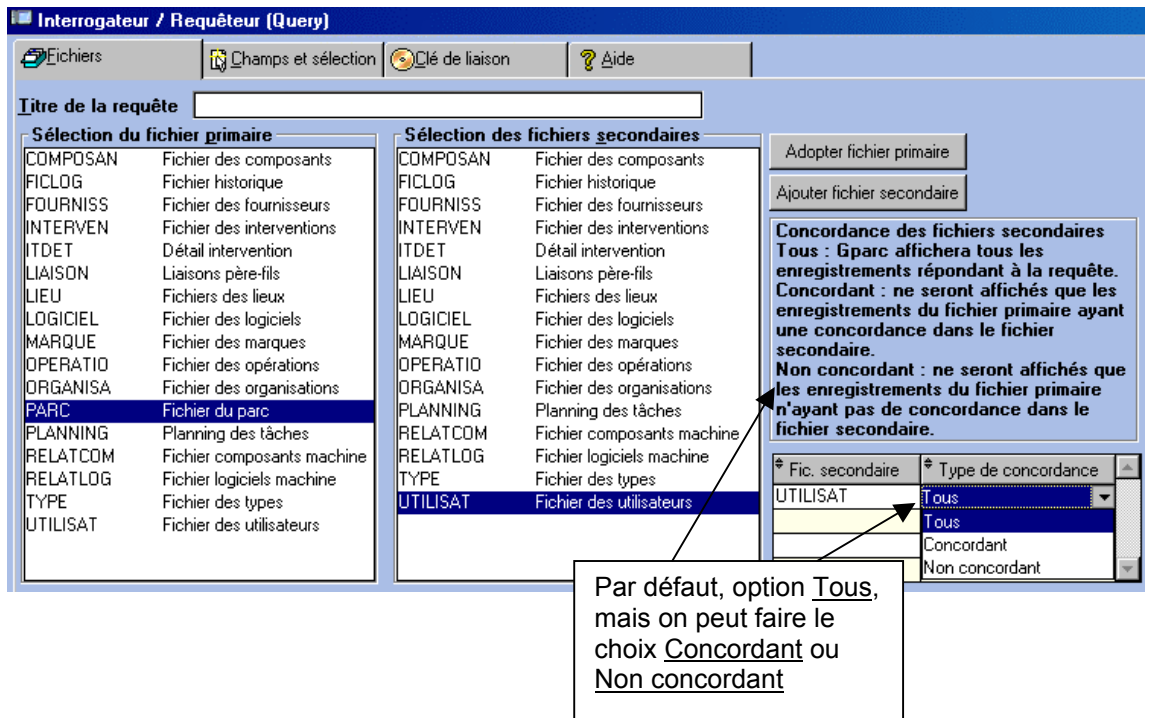 Interrogateur / Requêteur (Query)
Fichiers
Champs et sélection
Clé de liaison
Aide
Titre de la requête
Sélection du fichier primaire
COMPOSAN Fichier des composants
FICLOG Fichier historique
FOURNISS Fichier des fournisseurs
INTERVEN Fichier des interventions
ITDET Détail intervention
LIAISON Liaisons père-fils
LIEU Fichiers des lieux
LOGICIEL Fichier des logiciels
MARQUE Fichier des marques
OPERATIO Fichier des opérations
ORGANISA Fichier des organisations
PARC Fichier du parc
PLANNING Planning des tâches
RELATCOM Fichier composants machine
RELATLOG Fichier logiciels machine
TYPE Fichier des types
UTILISAT Fichier des utilisateurs
Sélection des fichiers secondaires
COMPOSAN Fichier des composants
FICLOG Fichier historique
FOURNISS Fichier des fournisseurs
INTERVEN Fichier des interventions
ITDET Détail intervention
LIAISON Liaisons père-fils
LIEU Fichiers des lieux
LOGICIEL Fichier des logiciels
MARQUE Fichier des marques
OPERATIO Fichier des opérations
ORGANISA Fichier des organisations
PLANNING Planning des tâches
RELATCOM Fichier composants machine
RELATLOG Fichier logiciels machine
TYPE Fichier des types
UTILISAT Fichier des utilisateurs
Adopter fichier primaire
Ajouter fichier secondaire
Concordance des fichiers secondaires
Tous : Gparc affichera tous les
enregistrements répondant à la requête.
Concordant : ne seront affichés que les
enregistrements du fichier primaire ayant
une concordance dans le fichier
secondaire.
Non concordant : ne seront affichés que
les enregistrements du fichier primaire
n'ayant pas de concordance dans le
fichier secondaire.
Fic. secondaire Type de concordance
UTILISAT Tous
Tous
Concordant
Non concordant
Par défaut, option Tous,
mais on peut faire le
choix Concordant ou
Non concordant